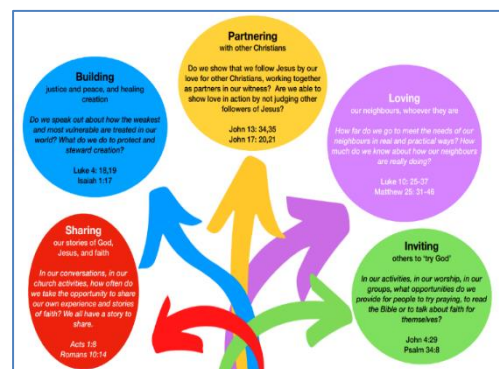 Partnering
with other Christians
Do we show that we follow Jesus by our
love for other Christians, working together
as partners in our witness? Are we able to
show love in action by not judging other
followers of Jesus?
John 13: 34,35
John 17: 20,21
Building
justice and peace, and healing
creation
Do we speak out about how the weakest
and most vulnerable are treated in our
world? What do we do to protect and
steward creation?
Luke 4: 18,19
Isaiah 1:17
Loving
our neighbours, whoever they are
How far do we go to meet the needs of our
neighbours in real and practical ways? How
much do we know about how our neighbours
are really doing?
Luke 10: 25-37
Matthew 25: 31-46
Sharing
our stories of God,
Jesus, and faith
In our conversations, in our
church activities, how often do
we take the opportunity to share
our own experience and stories
of faith? We all have a story to
share.
Acts 1:8
Romans 10:14
Inviting
others to 'try God'
In our activities, in our worship, in our
groups, what opportunities do we
provide for people to try praying, to read
the Bible or to talk about faith for
themselves?
John 4:29
Psalm 34:8